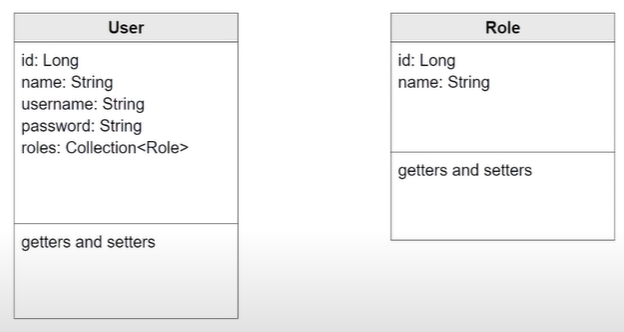 User
id: Long
name: String
username: String
password: String
roles: Collection<Role>
getters and setters
Role
id: Long
name: String
getters and setters